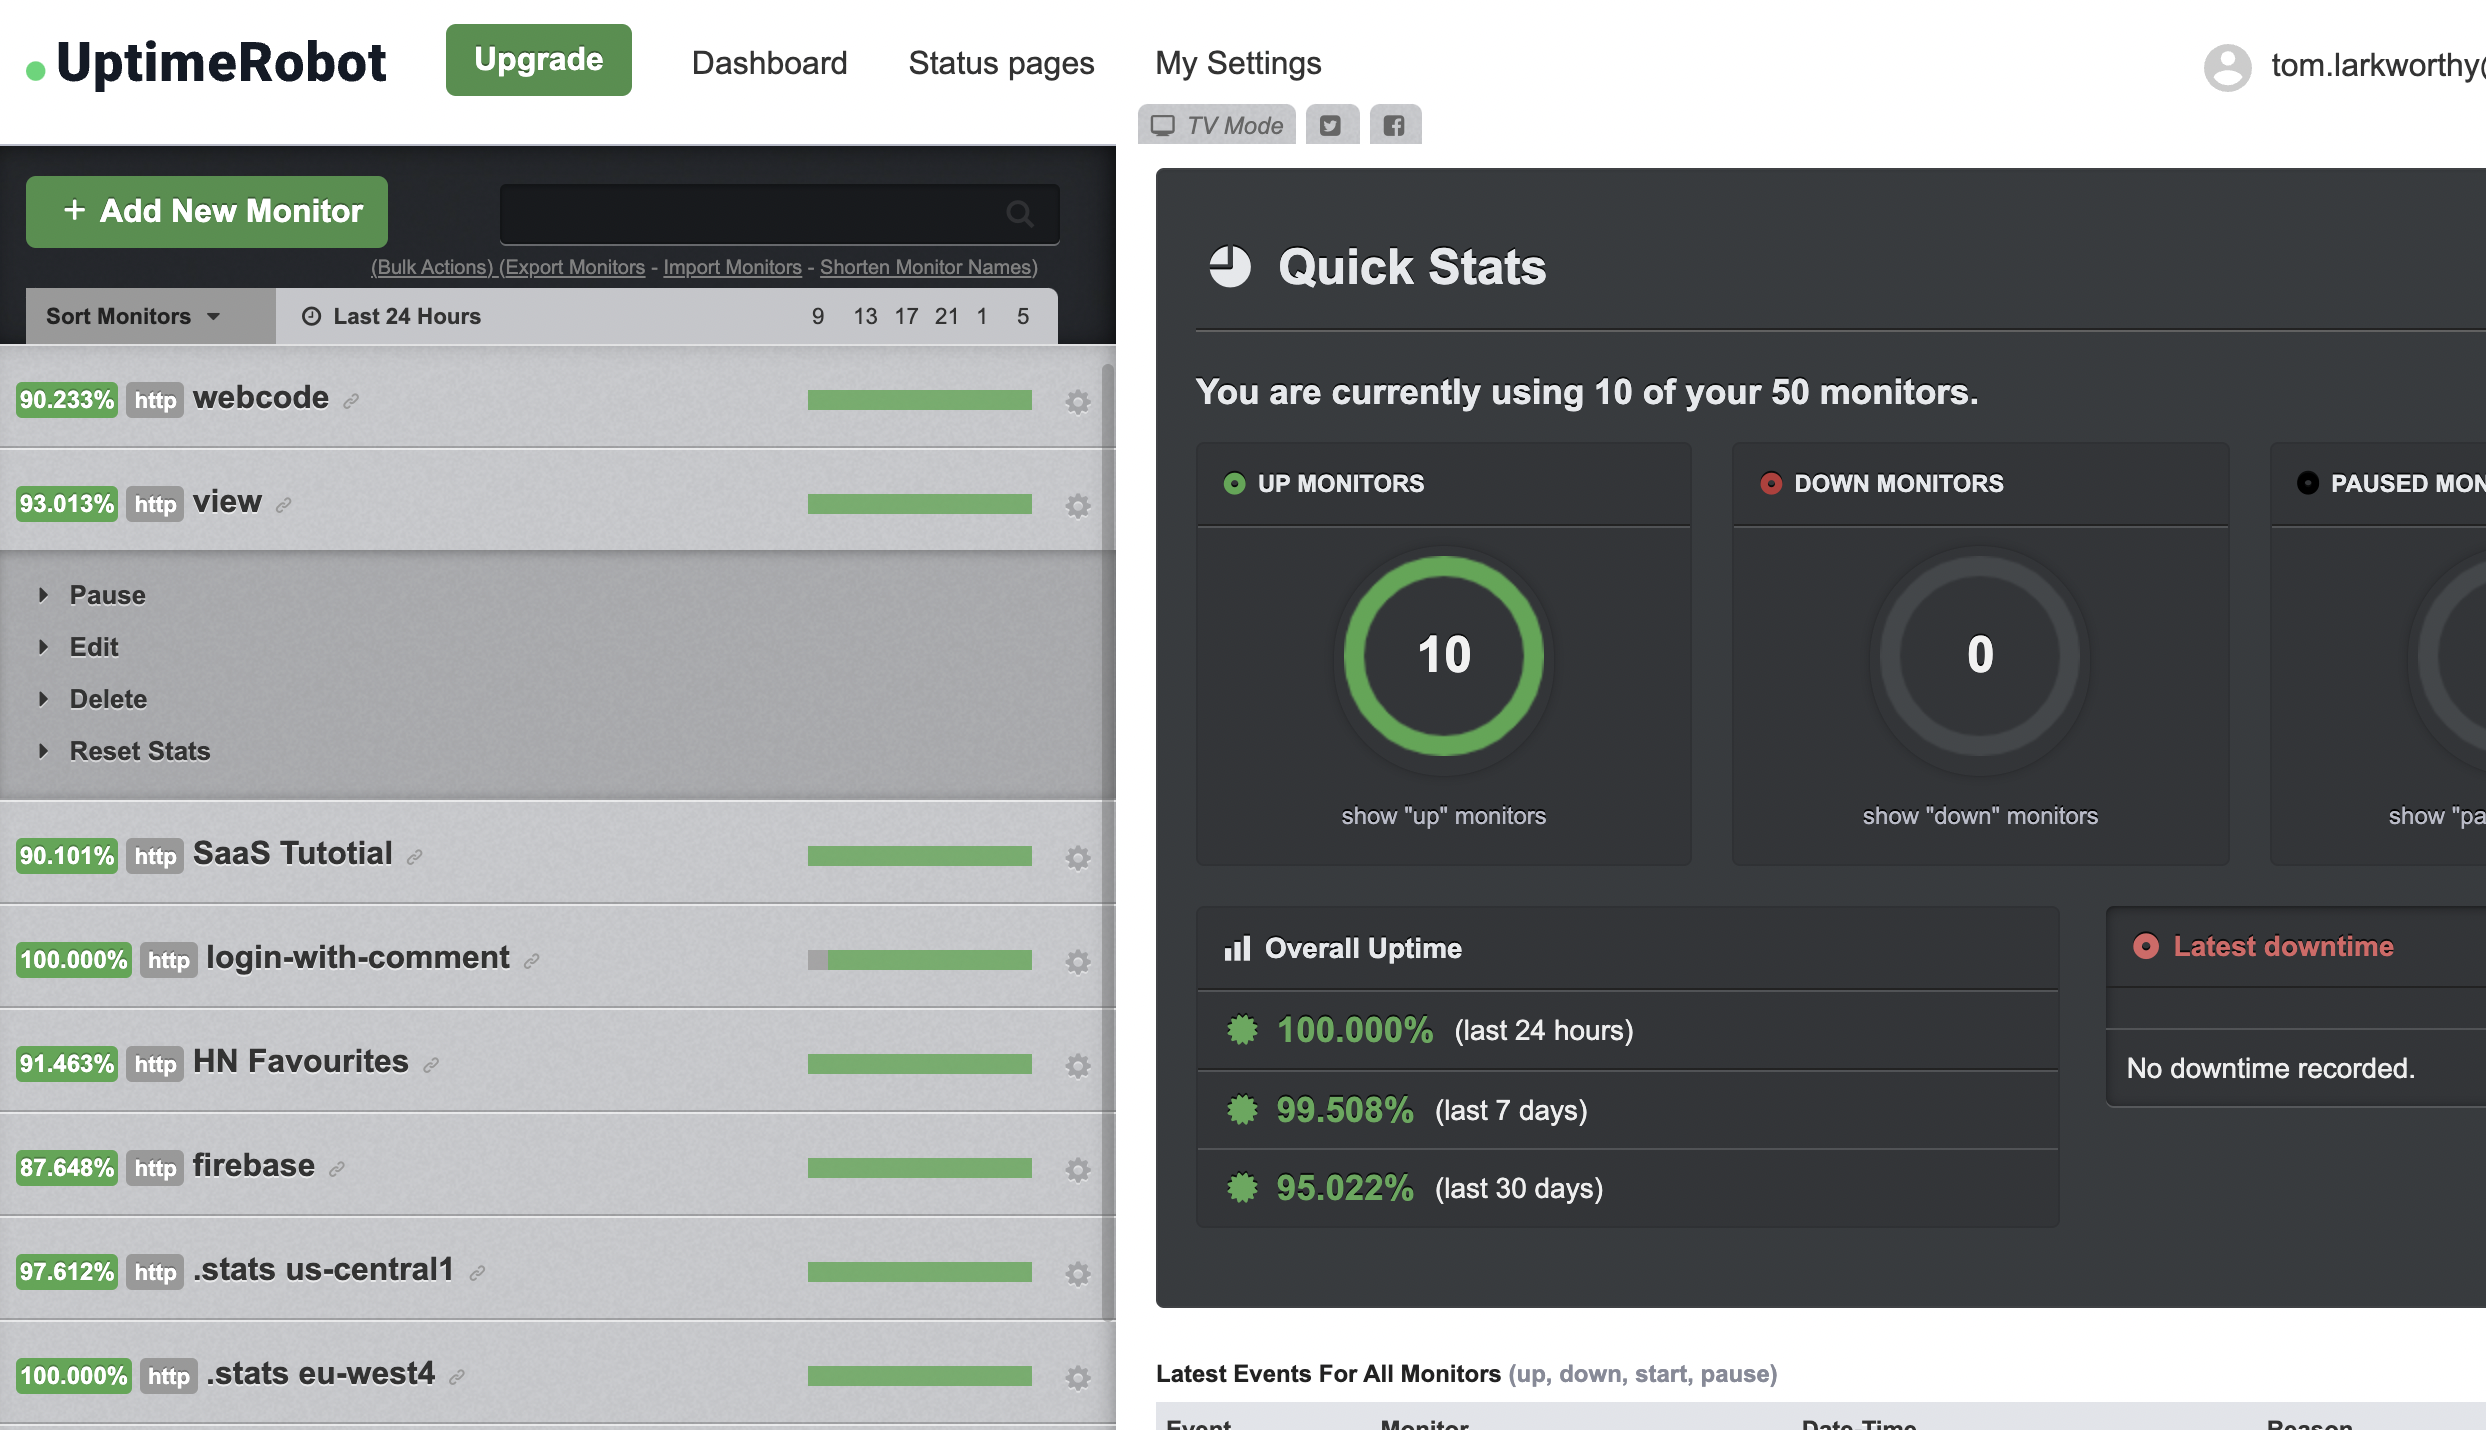 UptimeRobot
Upgrade
Dashboard
Status pages
My Settings
tom.larkworthy@
TV Mode
+ Add New Monitor
(Bulk Actions) (Export Monitors - Import Monitors - Shorten Monitor Names)
Sort Monitors
Last 24 Hours
9 13 17 21 1 5
90.233% http webcode
93.013% http view
Pause
Edit
Delete
Reset Stats
90.101% http SaaS Tutotial
100.000% http login-with-comment
91.463% http HN Favourites
87.648% http firebase
97.612% http .stats us-central1
100.000% http .stats eu-west4
Quick Stats
You are currently using 10 of your 50 monitors.
UP MONITORS
10
show "up" monitors
DOWN MONITORS
0
show "down" monitors
PAUSED MON
show "pa
Overall Uptime
100.000% (last 24 hours)
99.508% (last 7 days)
95.022% (last 30 days)
Latest downtime
No downtime recorded.
Latest Events For All Monitors (up, down, start, pause)
Event Monitor Date-Time Reason